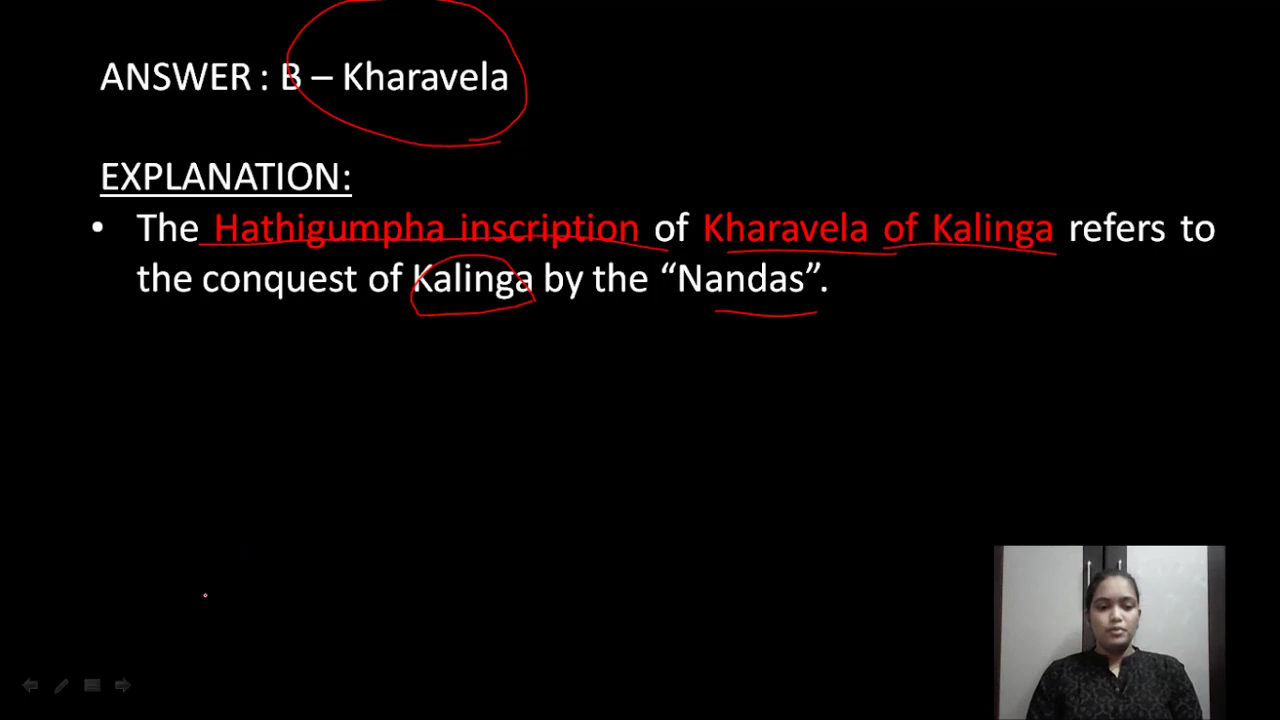 ANSWER : B – Kharavela
EXPLANATION:
• The Hathigumpha inscription of Kharavela of Kalinga refers to
the conquest of Kalinga by the “Nandas”.